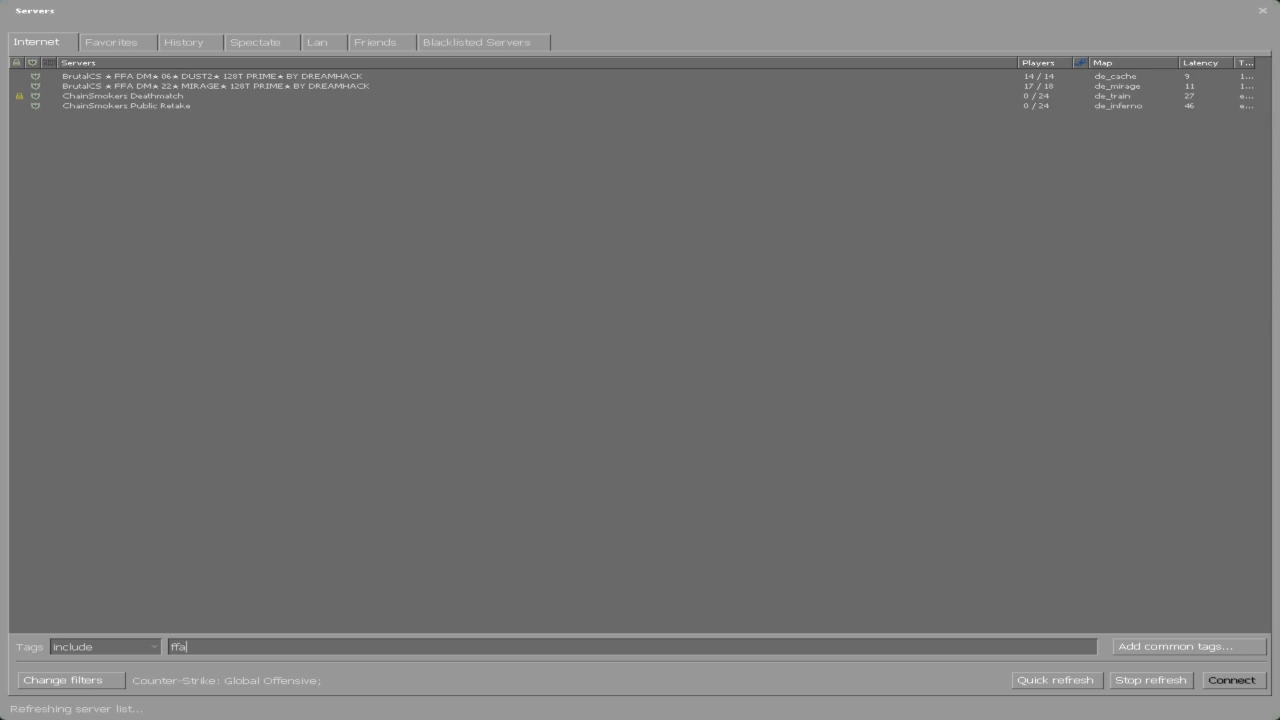 Servers
Internet Favorites History Spectate Lan Friends Blacklisted Servers
Servers Players Map Latency T...
BrutalCS ★ FFA DM★ 06★ DUST2★ 128T PRIME★ BY DREAMHACK 14 / 14 de_cache 9 1...
BrutalCS ★ FFA DM★ 22★ MIRAGE★ 128T PRIME★ BY DREAMHACK 17 / 18 de_mirage 11 1...
ChainSmokers Deathmatch 0 / 24 de_train 27 e...
ChainSmokers Public Retake 0 / 24 de_inferno 46 e...
Tags include ffa Add common tags...
Change filters Counter-Strike: Global Offensive; Quick refresh Stop refresh Connect
Refreshing server list...